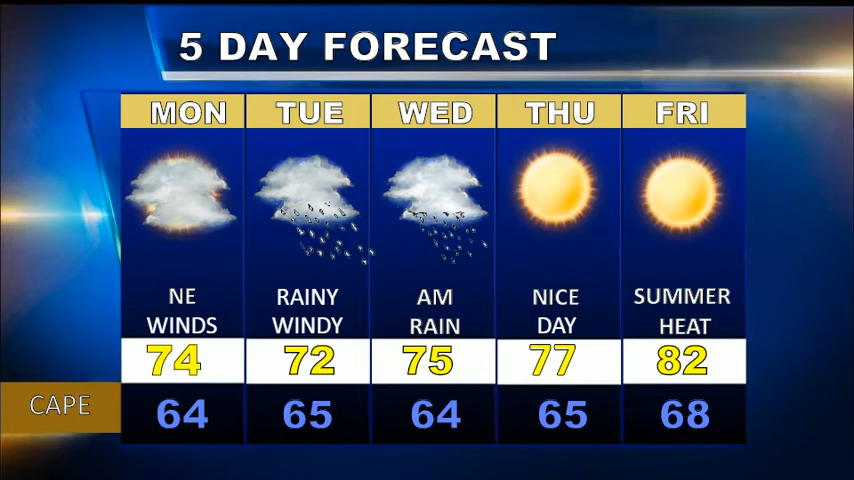 5 DAY FORECAST
MON TUE WED THU FRI
NE RAINY AM NICE SUMMER
WINDS WINDY RAIN DAY HEAT
74 72 75 77 82
CAPE 64 65 64 65 68